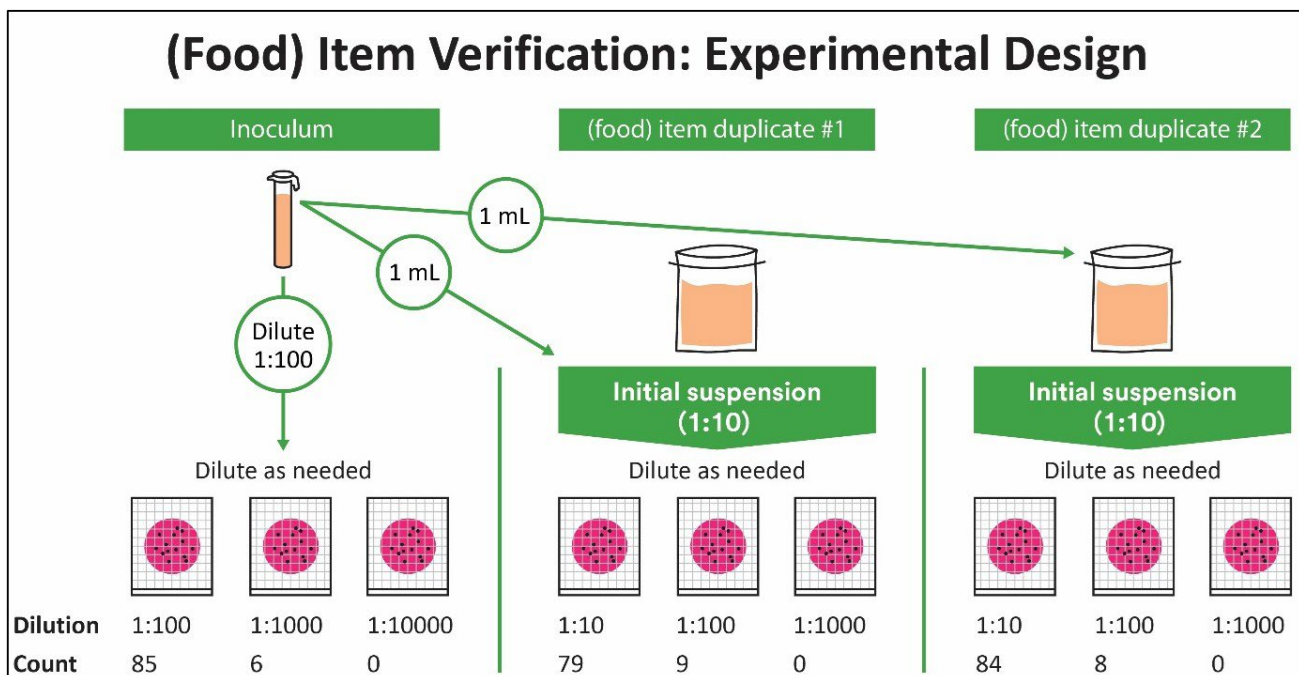 (Food) Item Verification: Experimental Design
Inoculum
(food) item duplicate #1
(food) item duplicate #2
1 mL
1 mL
Dilute
1:100
Initial suspension
(1:10)
Initial suspension
(1:10)
Dilute as needed
Dilute as needed
Dilute as needed
Dilution 1:100 1:1000 1:10000 1:10 1:100 1:1000 1:10 1:100 1:1000
Count 85 6 0 79 9 0 84 8 0